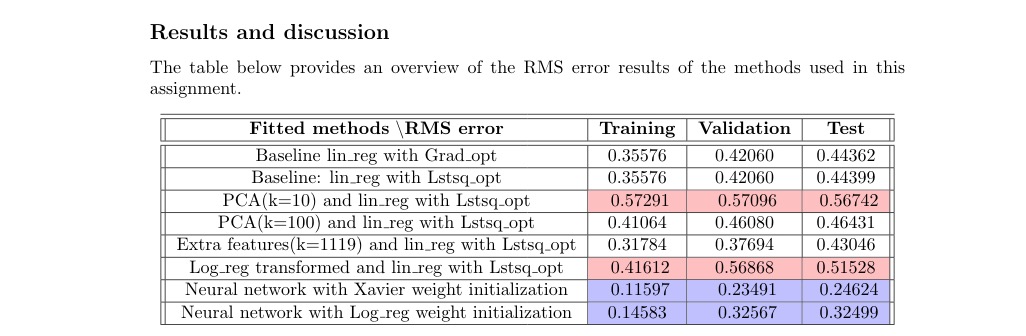 Results and discussion
The table below provides an overview of the RMS error results of the methods used in this
assignment.
Fitted methods \RMS error Training Validation Test
Baseline lin_reg with Grad_opt 0.35576 0.42060 0.44362
Baseline: lin_reg with Lstsq_opt 0.35576 0.42060 0.44399
PCA(k=10) and lin_reg with Lstsq_opt 0.57291 0.57096 0.56742
PCA(k=100) and lin_reg with Lstsq_opt 0.41064 0.46080 0.46431
Extra features(k=1119) and lin_reg with Lstsq_opt 0.31784 0.37694 0.43046
Log_reg transformed and lin_reg with Lstsq_opt 0.41612 0.56868 0.51528
Neural network with Xavier weight initialization 0.11597 0.23491 0.24624
Neural network with Log_reg weight initialization 0.14583 0.32567 0.32499